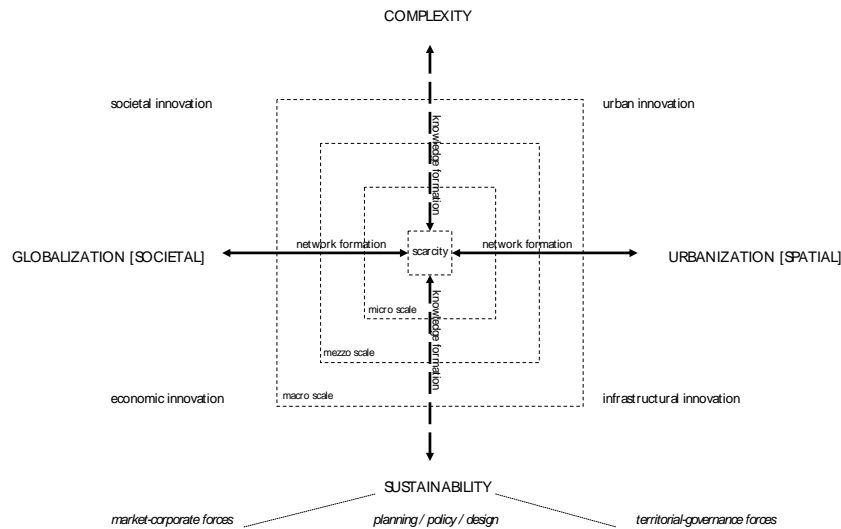 COMPLEXITY
societal innovation
urban innovation
knowledge formation
network formation
scarcity
network formation
GLOBALIZATION [SOCIETAL]
URBANIZATION [SPATIAL]
knowledge formation
micro scale
mezzo scale
macro scale
economic innovation
infrastructural innovation
SUSTAINABILITY
market-corporate forces
planning / policy / design
territorial-governance forces